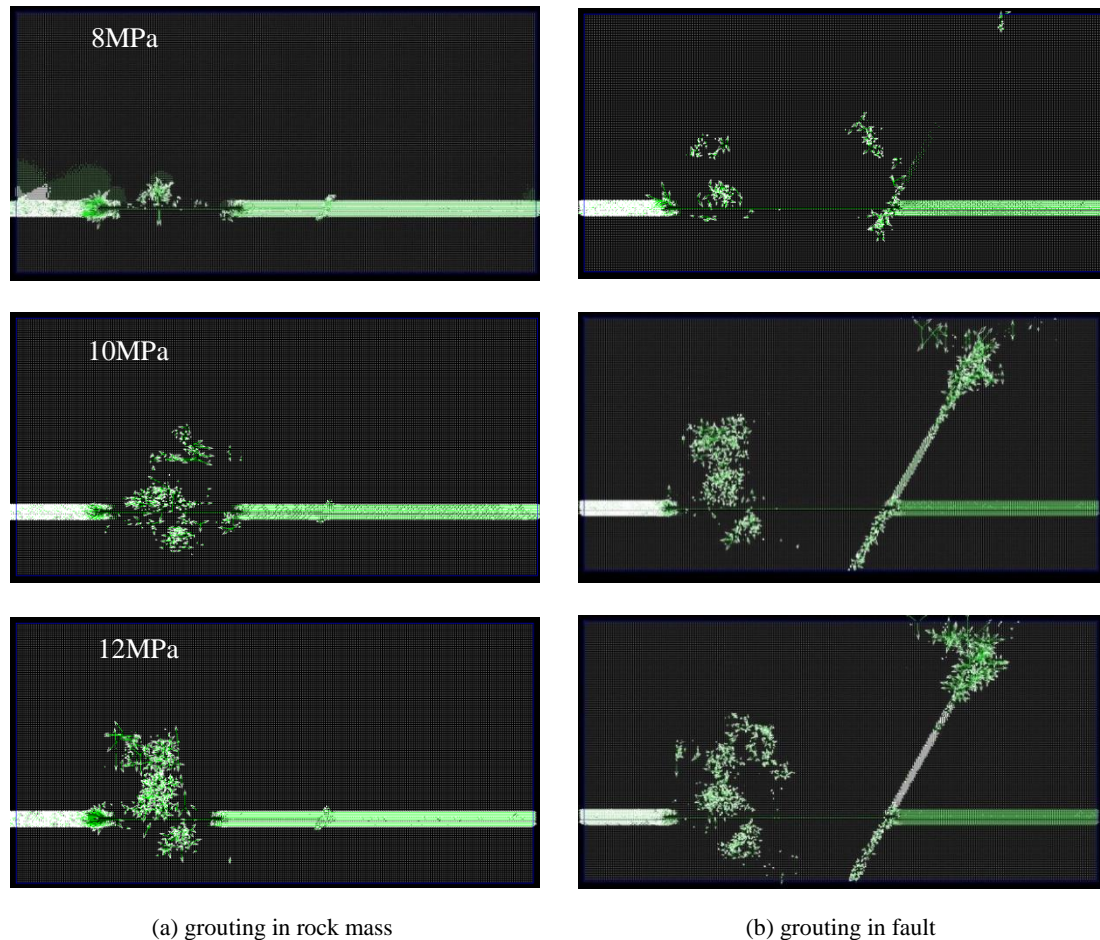 8MPa
10MPa
12MPa
(a) grouting in rock mass
(b) grouting in fault